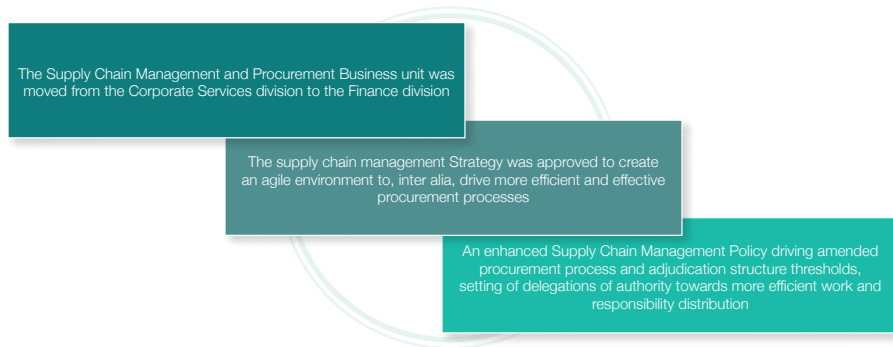 The Supply Chain Management and Procurement Business unit was
moved from the Corporate Services division to the Finance division
The supply chain management Strategy was approved to create
an agile environment to, inter alia, drive more efficient and effective
procurement processes
An enhanced Supply Chain Management Policy driving amended
procurement process and adjudication structure thresholds,
setting of delegations of authority towards more efficient work and
responsibility distribution